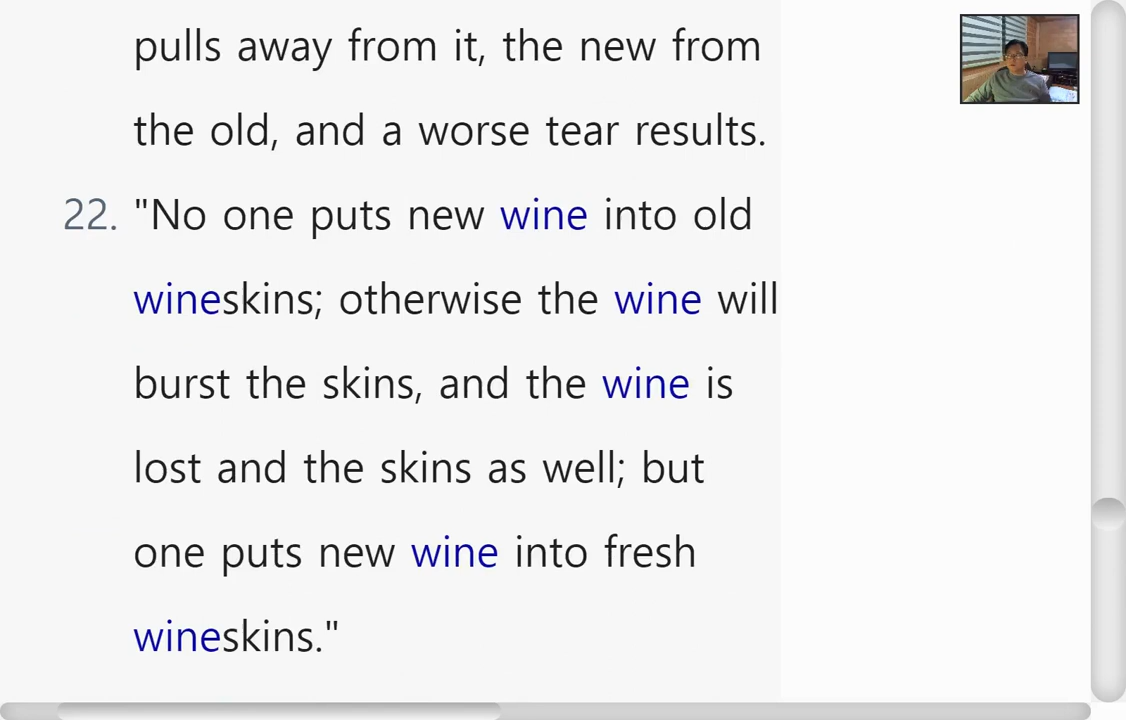 pulls away from it, the new from
the old, and a worse tear results.
22. "No one puts new wine into old
wineskins; otherwise the wine will
burst the skins, and the wine is
lost and the skins as well; but
one puts new wine into fresh
wineskins."